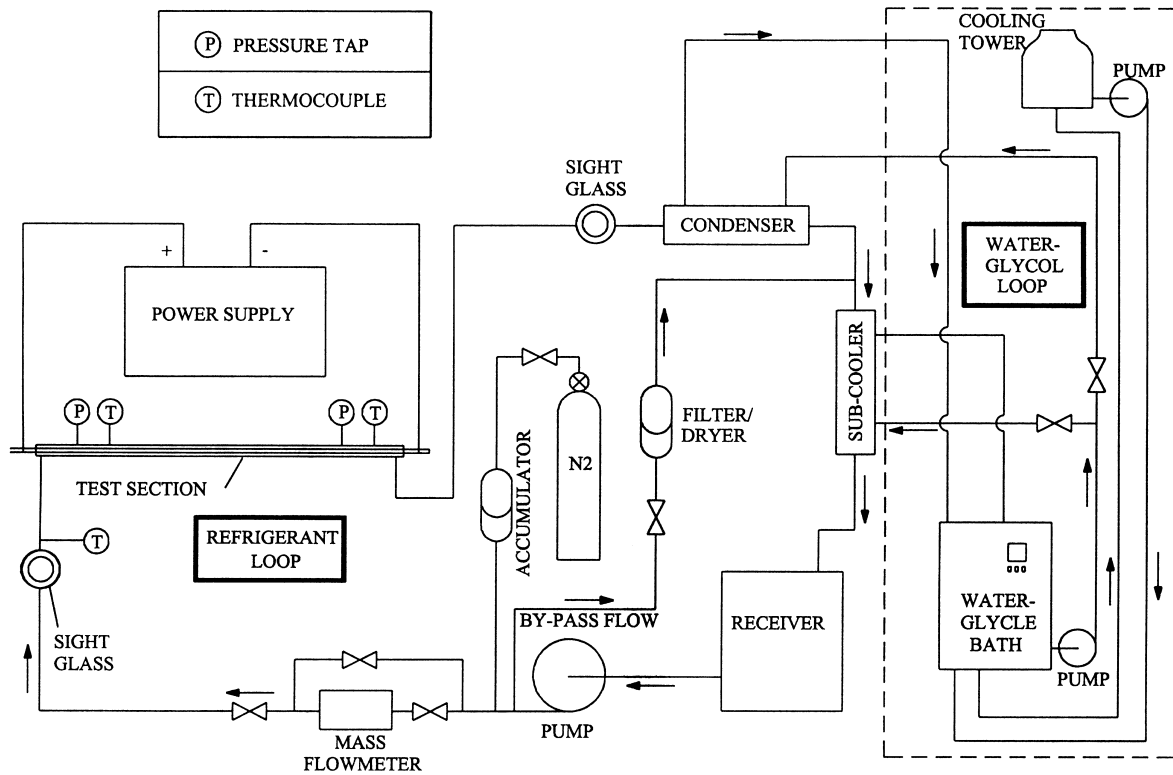 P PRESSURE TAP
T THERMOCOUPLE
COOLING
TOWER
PUMP
SIGHT
GLASS
CONDENSER
WATER-
GLYCOL
LOOP
+ -
POWER SUPPLY
SUB-COOLER
P T P T
FILTER/
DRYER
N2
TEST SECTION
ACCUMULATOR
REFRIGERANT
LOOP
T
BY-PASS FLOW
RECEIVER
WATER-
GLYCLE
BATH
SIGHT
GLASS
PUMP
PUMP
MASS
FLOWMETER